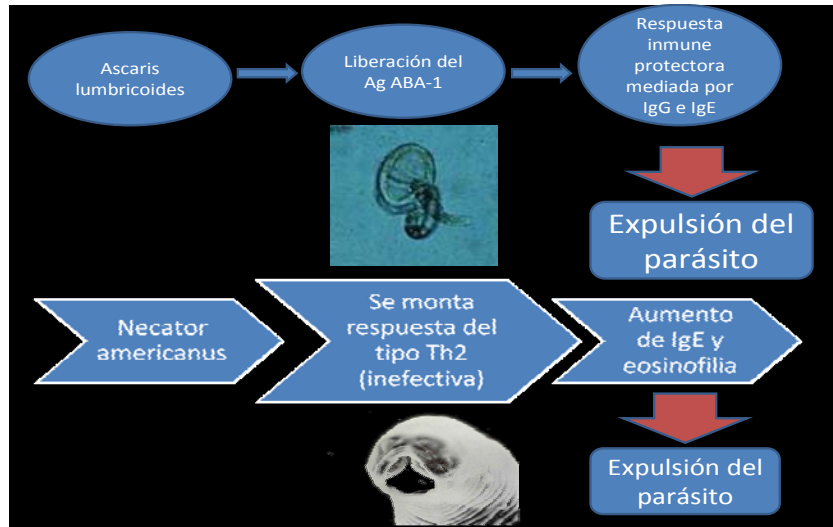 Ascaris
lumbricoides
Liberación del
Ag ABA-1
Respuesta
inmune
protectora
mediada por
IgG e IgE
Expulsión del
parásito
Necator
americanus
Se monta
respuesta del
tipo Th2
(inefectiva)
Aumento
de IgE y
eosinofilia
Expulsión del
parásito